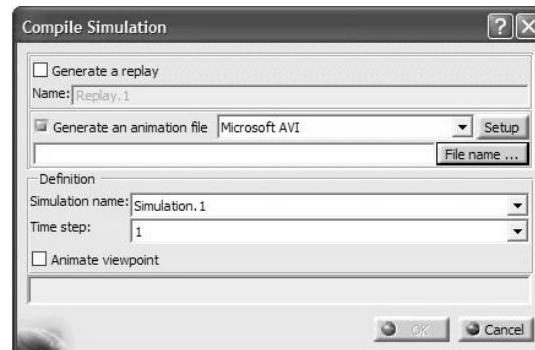 Compile Simulation
Generate a replay
Name: Replay.1
Generate an animation file Microsoft AVI Setup
File name ...
Definition
Simulation name: Simulation.1
Time step: 1
Animate viewpoint
OK Cancel